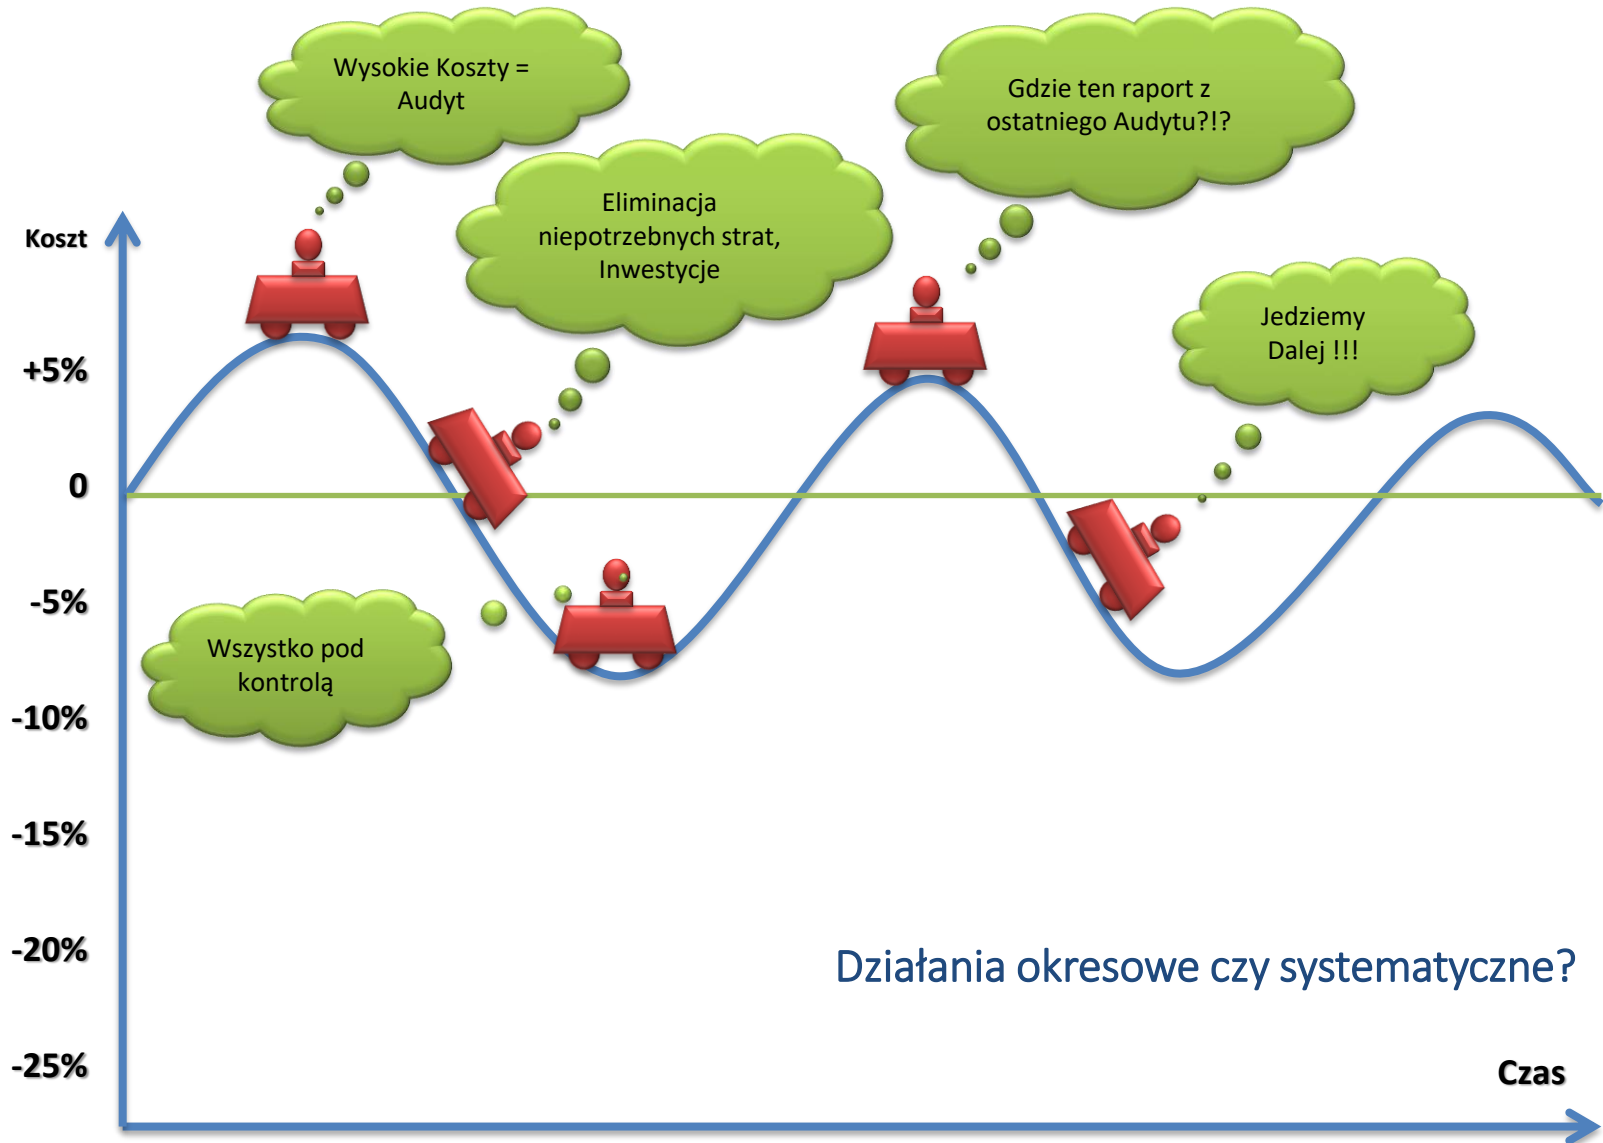 Wysokie Koszty =
Audyt
Gdzie ten raport z
ostatniego Audytu?!?
Eliminacja
niepotrzebnych strat,
Inwestycje
Koszt
Jedziemy
Dalej !!!
+5%
0
-5%
Wszystko pod
kontrolą
-10%
-15%
-20%
Działania okresowe czy systematyczne?
-25%
Czas